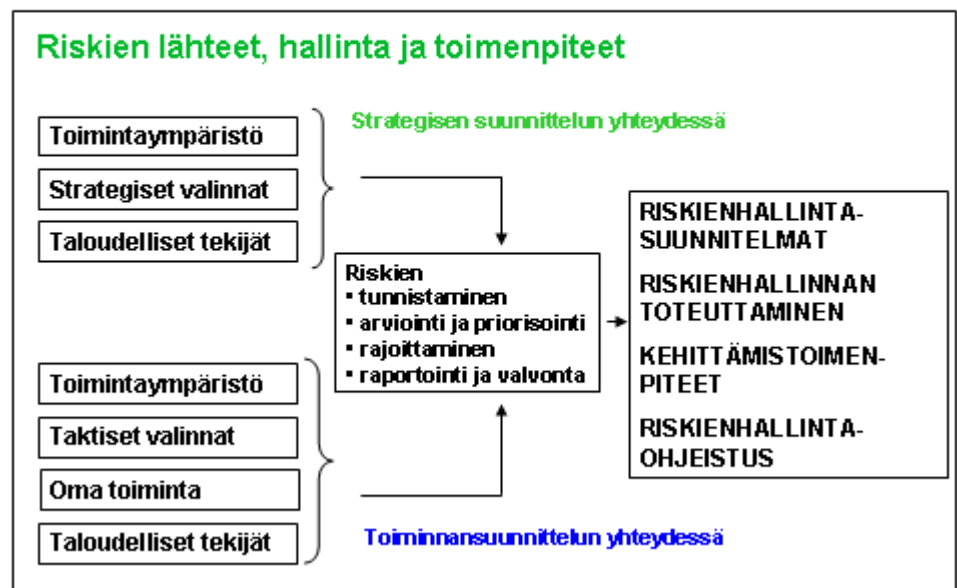 Riskien lähteet, hallinta ja toimenpiteet
Strategisen suunnittelun yhteydessä
Toimintaympäristö
Strategiset valinnat
Taloudelliset tekijät
Riskien
▪ tunnistaminen
▪ arviointi ja priorisointi
▪ rajoittaminen
▪ raportointi ja valvonta
Toimintaympäristö
Taktiset valinnat
Oma toiminta
Taloudelliset tekijät
Toiminnansuunnittelun yhteydessä
RISKIENHALLINTA-
SUUNNITELMAT
RISKIENHALLINNAN
TOTEUTTAMINEN
KEHITTÄMISTOIMEN-
PITEET
RISKIENHALLINTA-
OHJEISTUS